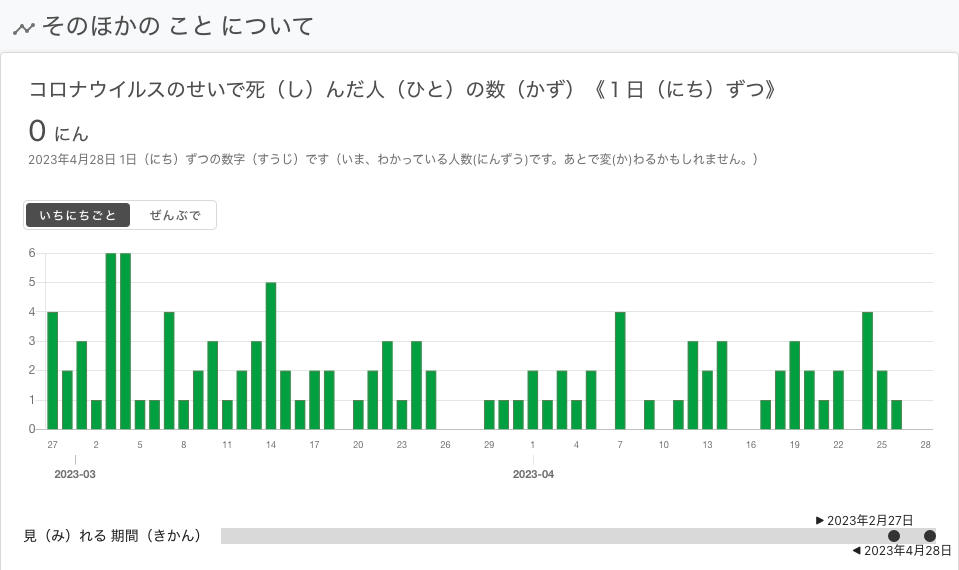 そのほかの こと について
コロナウイルスのせいで死（し）んだ人（ひと）の数（かず）《１日（にち）ずつ》
0 にん
2023年4月28日 1日（にち）ずつの数字（すうじ）です（いま、わかっている人数(にんずう)です。あとで変(か)わるかもしれません。）
いちにちごと ぜんぶで
6
5
4
3
2
1
0
27 2 5 8 11 14 17 20 23 26 29 1 4 7 10 13 16 19 22 25 28
2023-03 2023-04
▶ 2023年2月27日
見（み）れる 期間（きかん）
◀ 2023年4月28日